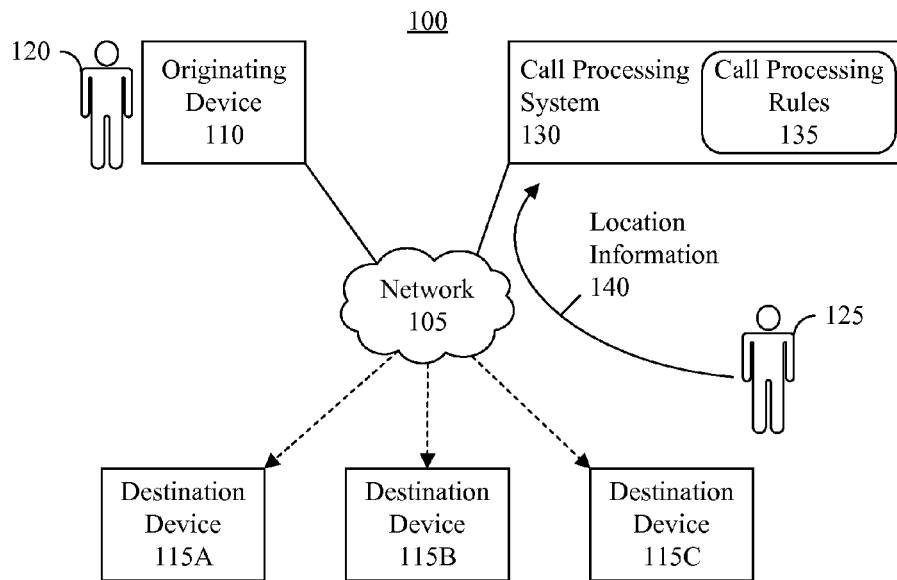 100
120
Originating
Device
110
Call Processing
System
130
Call Processing
Rules
135
Location
Information
140
Network
105
125
Destination
Device
115A
Destination
Device
115B
Destination
Device
115C